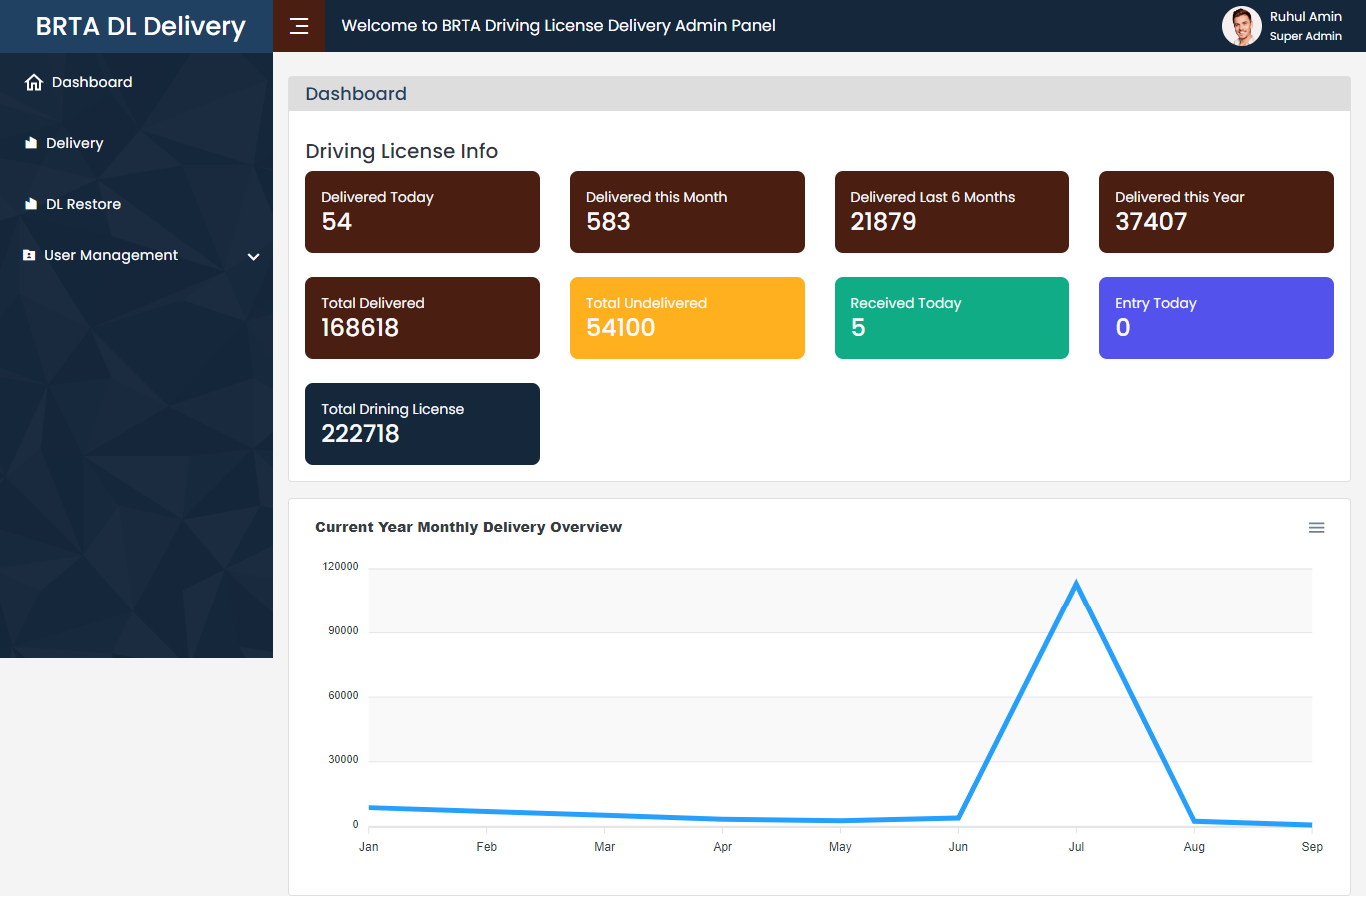 BRTA DL Delivery
Welcome to BRTA Driving License Delivery Admin Panel
Ruhul Amin
Super Admin
Dashboard
Delivery
DL Restore
User Management
Dashboard
Driving License Info
Delivered Today
54
Delivered this Month
583
Delivered Last 6 Months
21879
Delivered this Year
37407
Total Delivered
168618
Total Undelivered
54100
Received Today
5
Entry Today
0
Total Drining License
222718
Current Year Monthly Delivery Overview
120000
90000
60000
30000
0
Jan Feb Mar Apr May Jun Jul Aug Sep